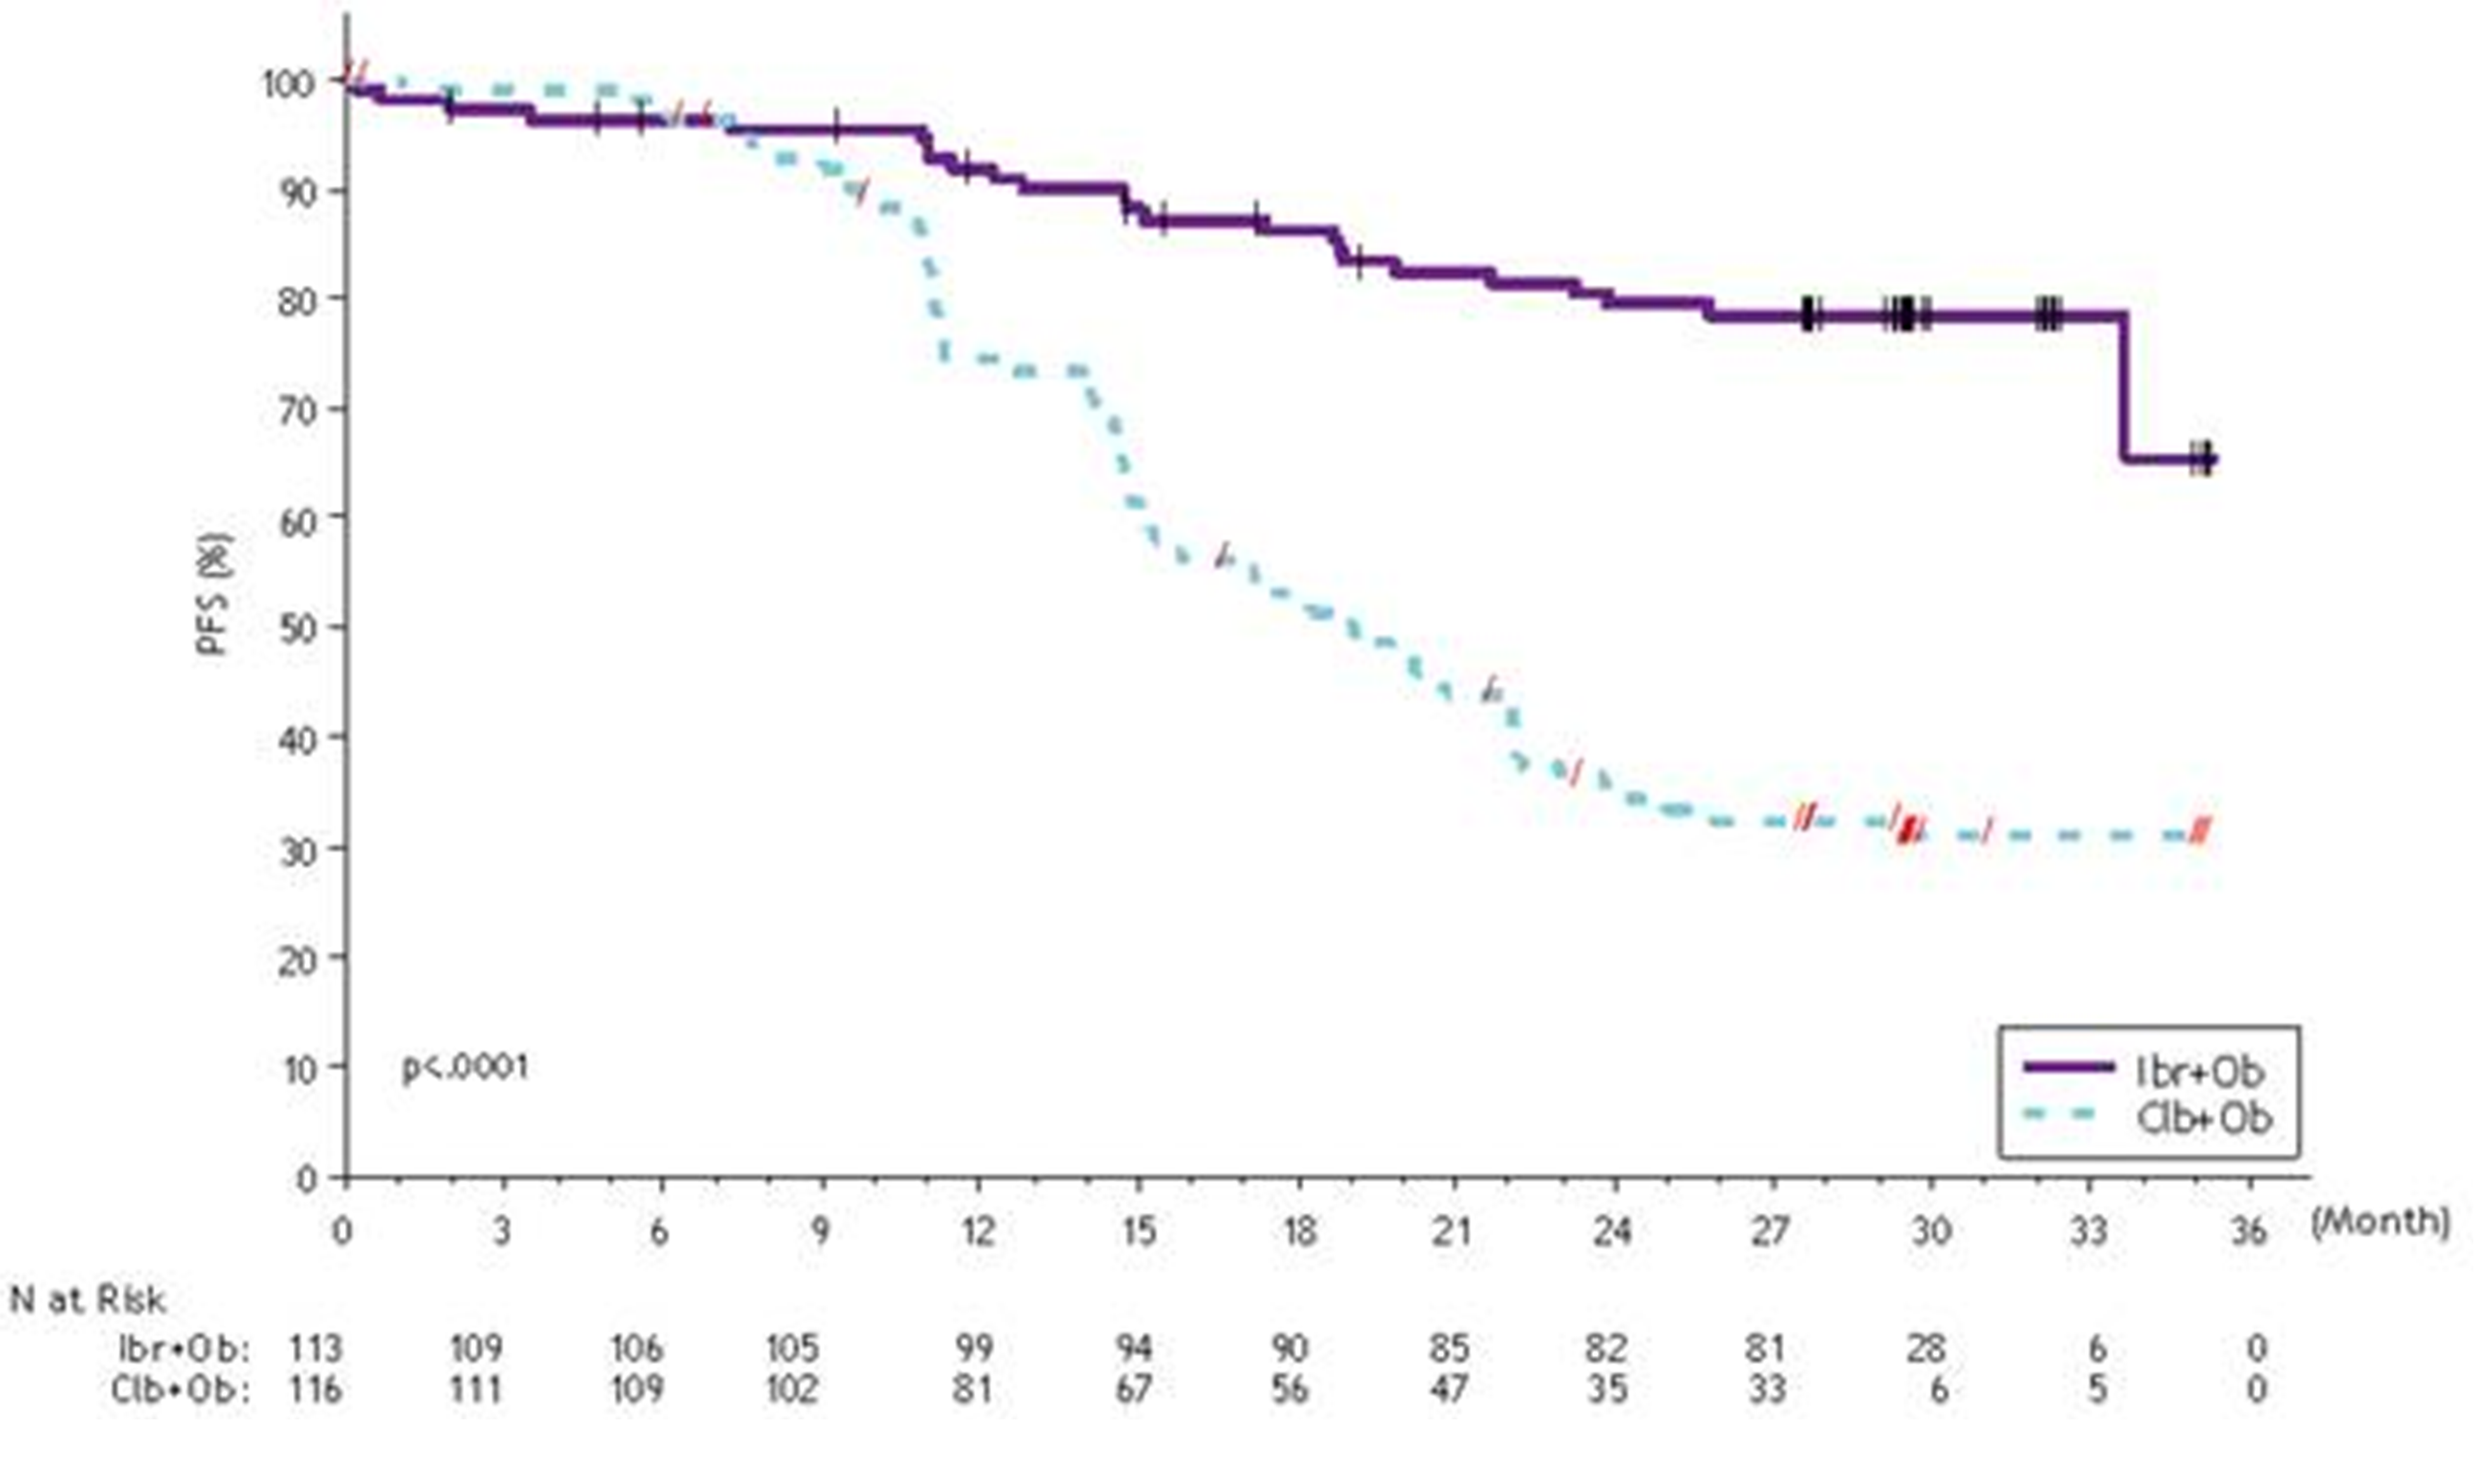 100
90
80
70
60
50
40
30
20
10
0
PFS (%)
p<.0001
Ibr+Ob
Clb+Ob
0 3 6 9 12 15 18 21 24 27 30 33 36 (Month)
N at Risk
Ibr+Ob: 113 109 106 105 99 94 90 85 82 81 28 6 0
Clb+Ob: 116 111 109 102 81 67 56 47 35 33 6 5 0